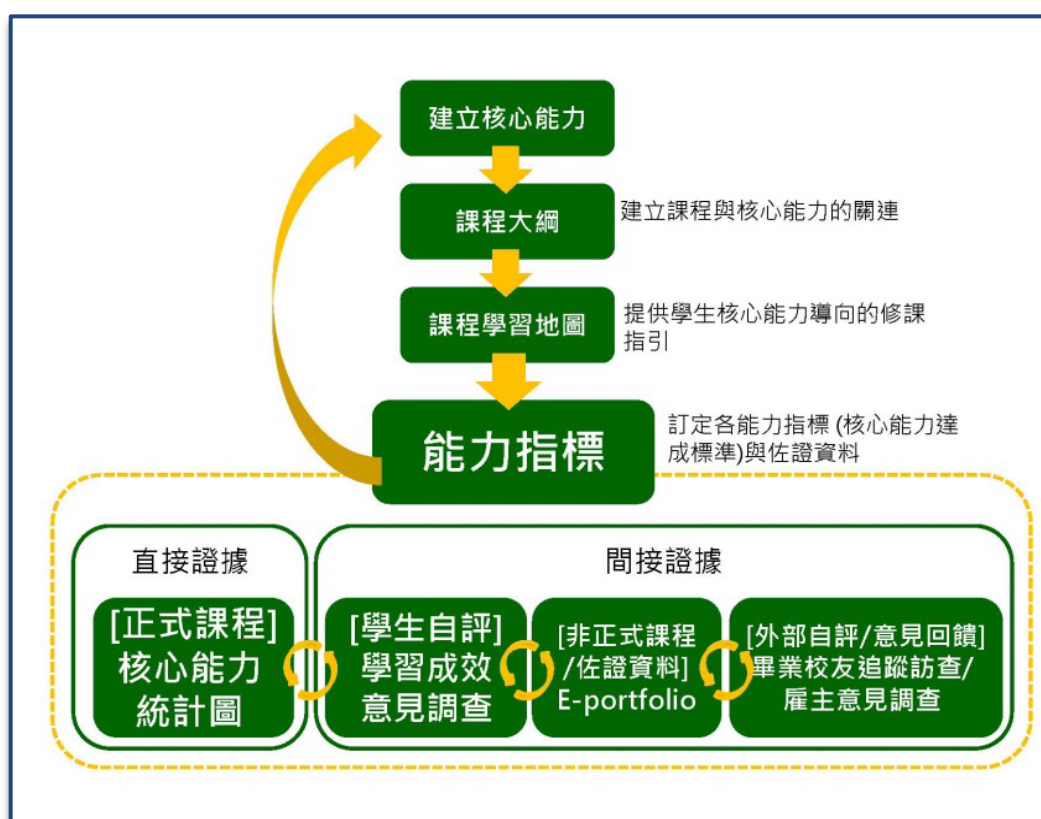 建立核心能力
課程大綱
建立課程與核心能力的關連
課程學習地圖
提供學生核心能力導向的修課
指引
能力指標
訂定各能力指標 (核心能力達
成標準)與佐證資料
直接證據
[正式課程]
核心能力
統計圖
間接證據
[學生自評]
學習成效
意見調查
[非正式課程
/佐證資料]
E-portfolio
[外部自評/意見回饋]
畢業校友追蹤訪查/
雇主意見調查